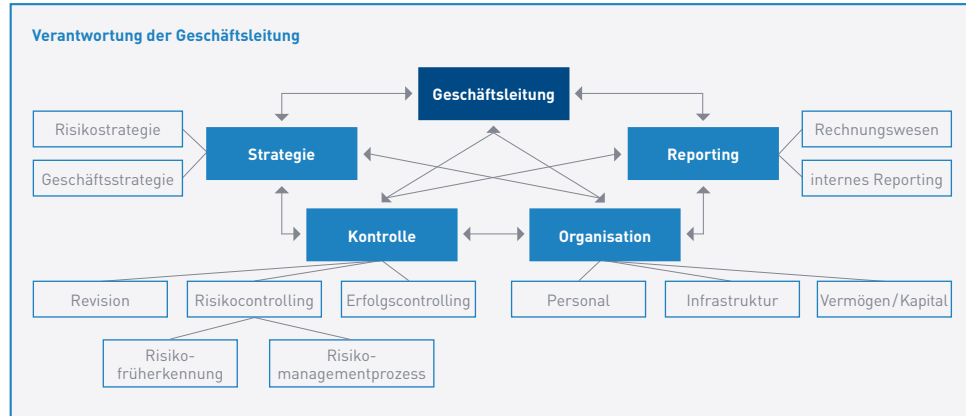 Verantwortung der Geschäftsleitung
Geschäftsleitung
Risikostrategie
Strategie
Reporting
Rechnungswesen
Geschäftsstrategie
internes Reporting
Kontrolle
Organisation
Revision
Risikocontrolling
Erfolgscontrolling
Personal
Infrastruktur
Vermögen/Kapital
Risiko-
früherkennung
Risiko-
managementprozess